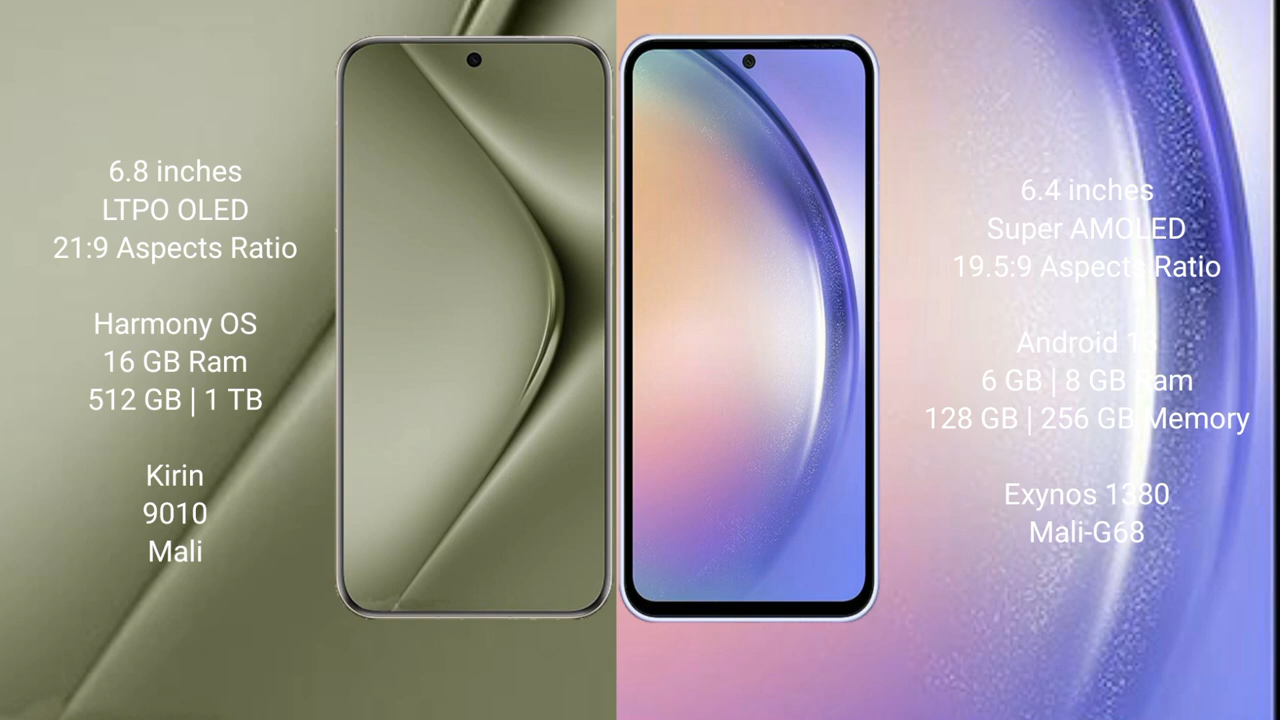 6.8 inches
LTPO OLED
21:9 Aspects Ratio
Harmony OS
16 GB Ram
512 GB | 1 TB
Kirin
9010
Mali
6.4 inches
Super AMOLED
19.5:9 Aspects Ratio
Android 13
6 GB | 8 GB Ram
128 GB | 256 GB Memory
Exynos 1380
Mali-G68